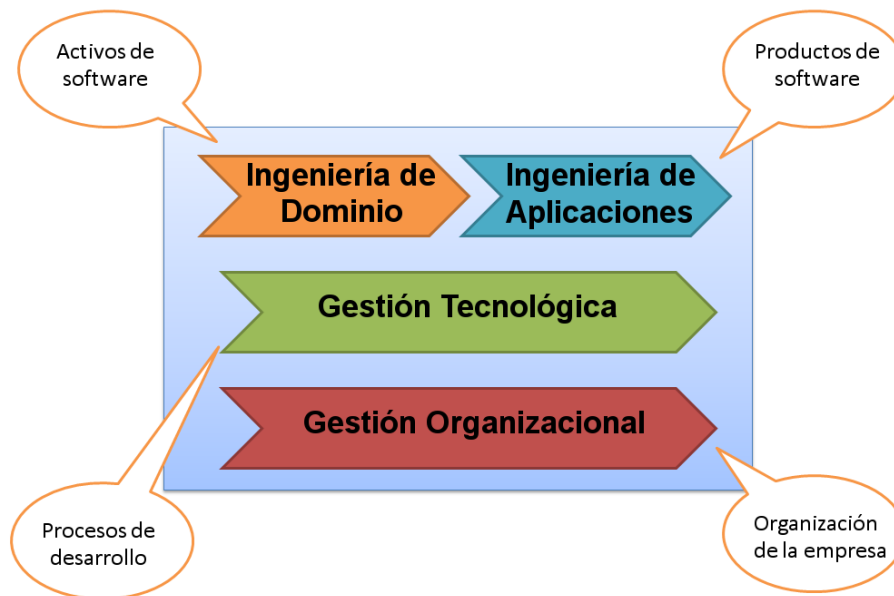 Activos de
software
Productos de
software
Ingeniería de
Dominio
Ingeniería de
Aplicaciones
Gestión Tecnológica
Gestión Organizacional
Procesos de
desarrollo
Organización
de la empresa